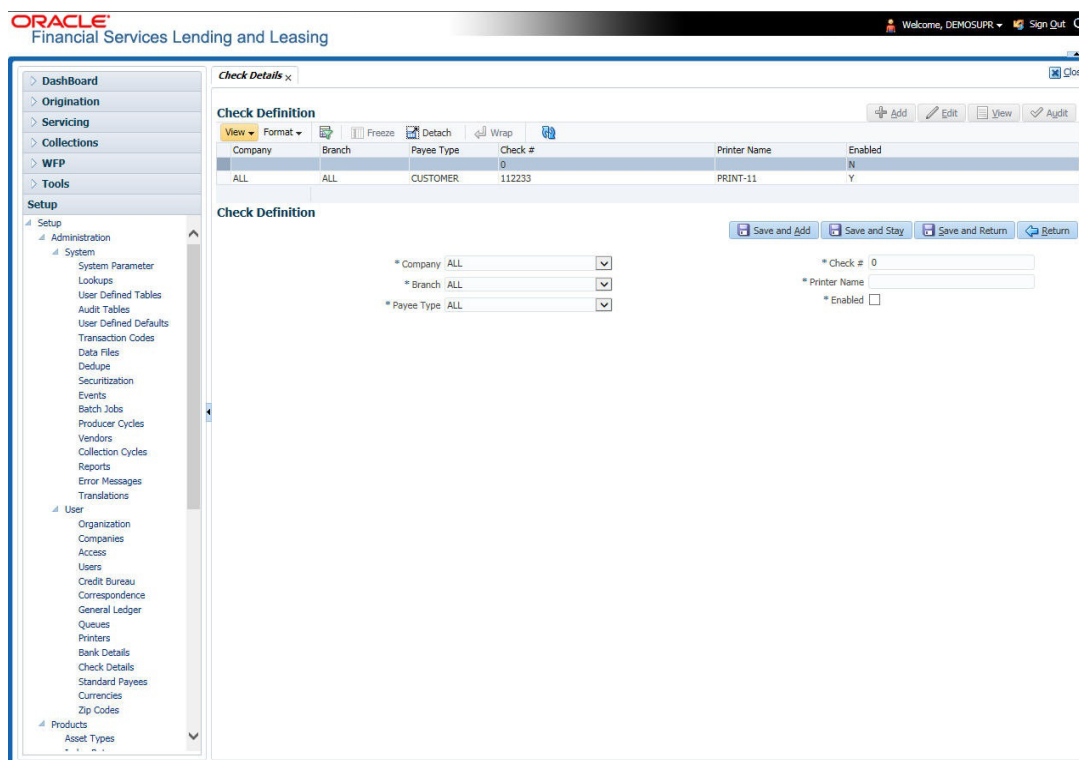 ORACLE'
Financial Services Lending and Leasing
Welcome, DEMOSUPR
Sign Out
DashBoard
Origination
Servicing
Collections
WFP
Tools
Setup
Setup
Administration
System
System Parameter
Lookups
User Defined Tables
Audit Tables
User Defined Defaults
Transaction Codes
Data Files
Dedupe
Securitization
Events
Batch Jobs
Producer Cycles
Vendors
Collection Cycles
Reports
Error Messages
Translations
User
Organization
Companies
Access
Users
Credit Bureau
Correspondence
General Ledger
Queues
Printers
Bank Details
Check Details
Standard Payees
Currencies
Zip Codes
Products
Asset Types
Check Details x
Clos
Check Definition
Add Edit View Audit
View Format Freeze Detach Wrap
Company Branch Payee Type Check # Printer Name Enabled
0 N
ALL ALL CUSTOMER 112233 PRINT-11 Y
Check Definition
Save and Add Save and Stay Save and Return Return
* Company ALL * Check # 0
* Branch ALL * Printer Name
* Payee Type ALL * Enabled